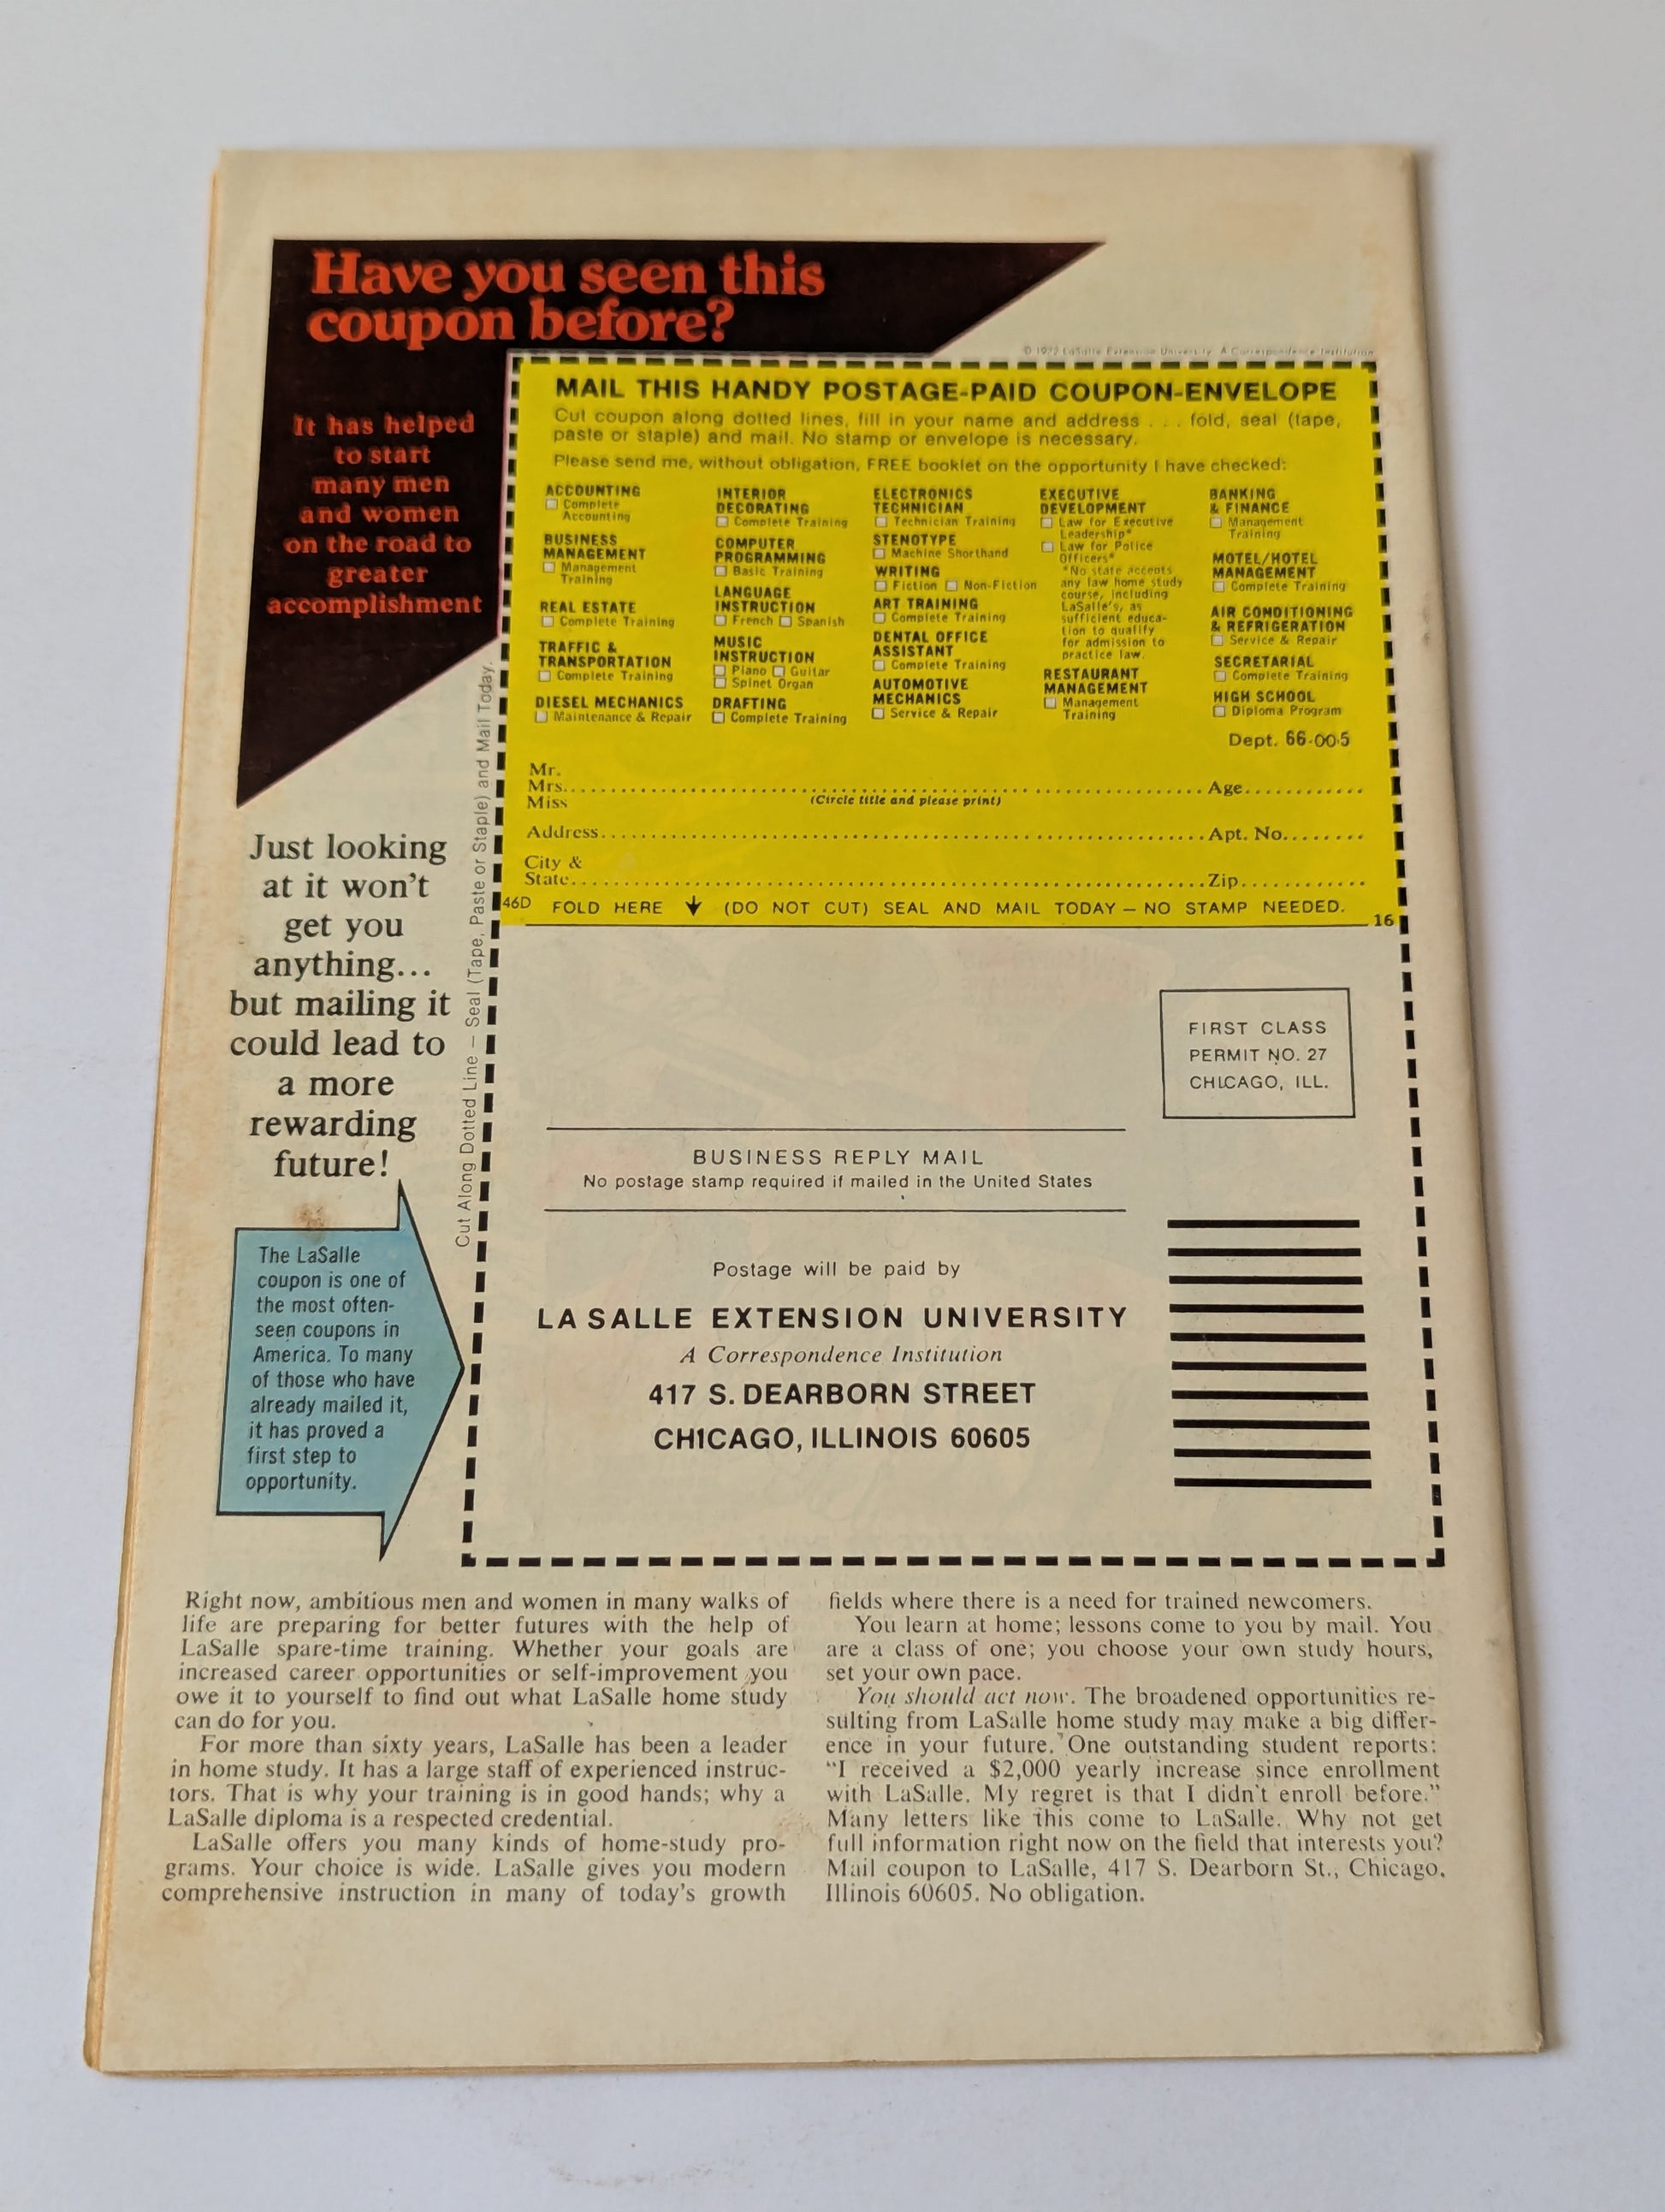 Have you seen this
coupon before?
It has helped
to start
many men
and women
on the road to
greater
accomplishment
© 1972 LaSalle Extension University, A Correspondence Institution
MAIL THIS HANDY POSTAGE-PAID COUPON-ENVELOPE
Cut coupon along dotted lines, fill in your name and address . . . fold, seal (tape,
paste or staple) and mail. No stamp or envelope is necessary.
Please send me, without obligation, FREE booklet on the opportunity I have checked:
ACCOUNTING
Complete
Accounting
BUSINESS
MANAGEMENT
Management
Training
REAL ESTATE
Complete Training
TRAFFIC &
TRANSPORTATION
Complete Training
DIESEL MECHANICS
Maintenance & Repair
INTERIOR
DECORATING
Complete Training
COMPUTER
PROGRAMMING
Basic Training
LANGUAGE
INSTRUCTION
French Spanish
MUSIC
INSTRUCTION
Piano Guitar
Spinet Organ
DRAFTING
Complete Training
ELECTRONICS
TECHNICIAN
Technician Training
STENOTYPE
Machine Shorthand
WRITING
Fiction Non-Fiction
ART TRAINING
Complete Training
DENTAL OFFICE
ASSISTANT
Complete Training
AUTOMOTIVE
MECHANICS
Service & Repair
EXECUTIVE
DEVELOPMENT
Law for Executive
Leadership*
Law for Police
Officers*
*No state accepts
any law home study
course, including
LaSalle's, as
sufficient educa-
tion to qualify
for admission to
practice law.
RESTAURANT
MANAGEMENT
Management
Training
BANKING
& FINANCE
Management
Training
MOTEL/HOTEL
MANAGEMENT
Complete Training
AIR CONDITIONING
& REFRIGERATION
Service & Repair
SECRETARIAL
Complete Training
HIGH SCHOOL
Diploma Program
Dept. 66-005
Mr.
Mrs. Age
Miss (Circle title and please print)
Address Apt. No.
City &
State Zip
46D FOLD HERE (DO NOT CUT) SEAL AND MAIL TODAY – NO STAMP NEEDED.
16
Cut Along Dotted Line – Seal (Tape, Paste or Staple) and Mail Today.
Just looking
at it won't
get you
anything...
but mailing it
could lead to
a more
rewarding
future!
The LaSalle
coupon is one of
the most often-
seen coupons in
America. To many
of those who have
already mailed it,
it has proved a
first step to
opportunity.
FIRST CLASS
PERMIT NO. 27
CHICAGO, ILL.
BUSINESS REPLY MAIL
No postage stamp required if mailed in the United States
Postage will be paid by
LA SALLE EXTENSION UNIVERSITY
A Correspondence Institution
417 S. DEARBORN STREET
CHICAGO, ILLINOIS 60605
Right now, ambitious men and women in many walks of
life are preparing for better futures with the help of
LaSalle spare-time training. Whether your goals are
increased career opportunities or self-improvement you
owe it to yourself to find out what LaSalle home study
can do for you.
For more than sixty years, LaSalle has been a leader
in home study. It has a large staff of experienced instruc-
tors. That is why your training is in good hands; why a
LaSalle diploma is a respected credential.
LaSalle offers you many kinds of home-study pro-
grams. Your choice is wide. LaSalle gives you modern
comprehensive instruction in many of today's growth
fields where there is a need for trained newcomers.
You learn at home; lessons come to you by mail. You
are a class of one; you choose your own study hours,
set your own pace.
You should act now. The broadened opportunities re-
sulting from LaSalle home study may make a big differ-
ence in your future. One outstanding student reports:
"I received a $2,000 yearly increase since enrollment
with LaSalle. My regret is that I didn't enroll before."
Many letters like this come to LaSalle. Why not get
full information right now on the field that interests you?
Mail coupon to LaSalle, 417 S. Dearborn St., Chicago,
Illinois 60605. No obligation.